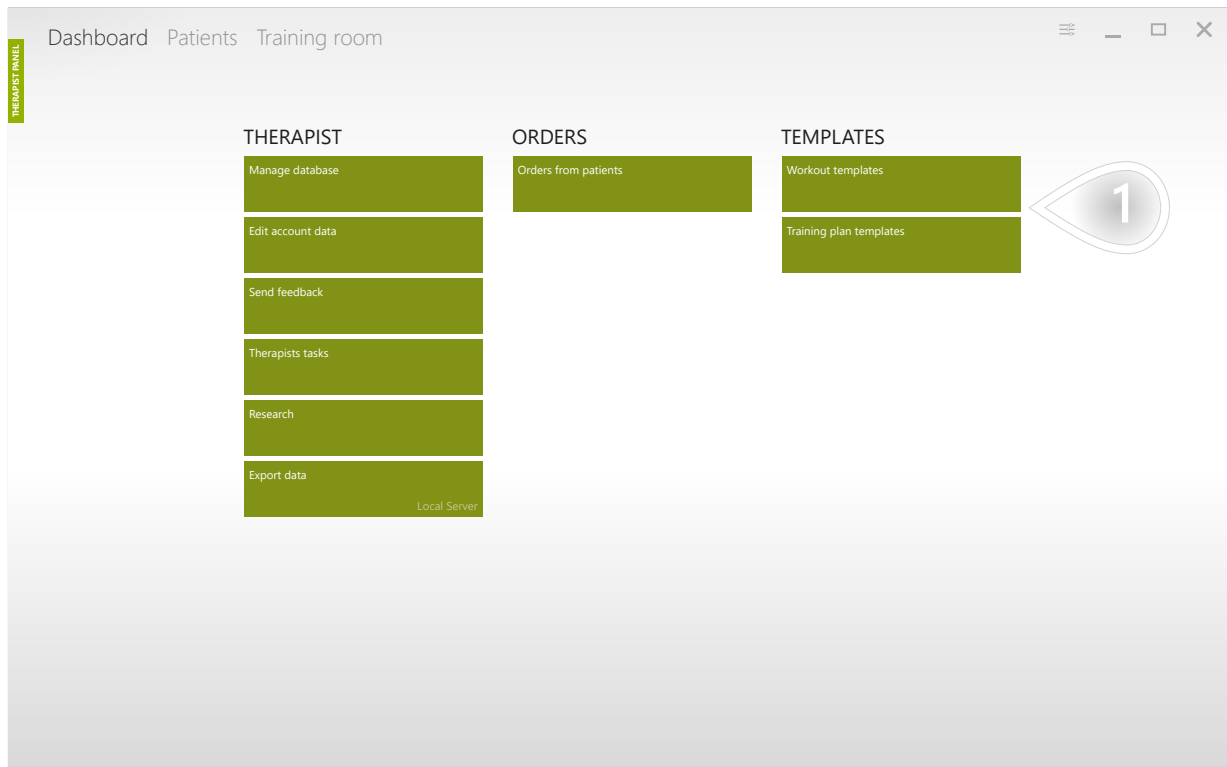 Dashboard Patients Training room
THERAPIST PANEL
THERAPIST
Manage database
Edit account data
Send feedback
Therapists tasks
Research
Export data
Local Server
ORDERS
Orders from patients
TEMPLATES
Workout templates
Training plan templates
1